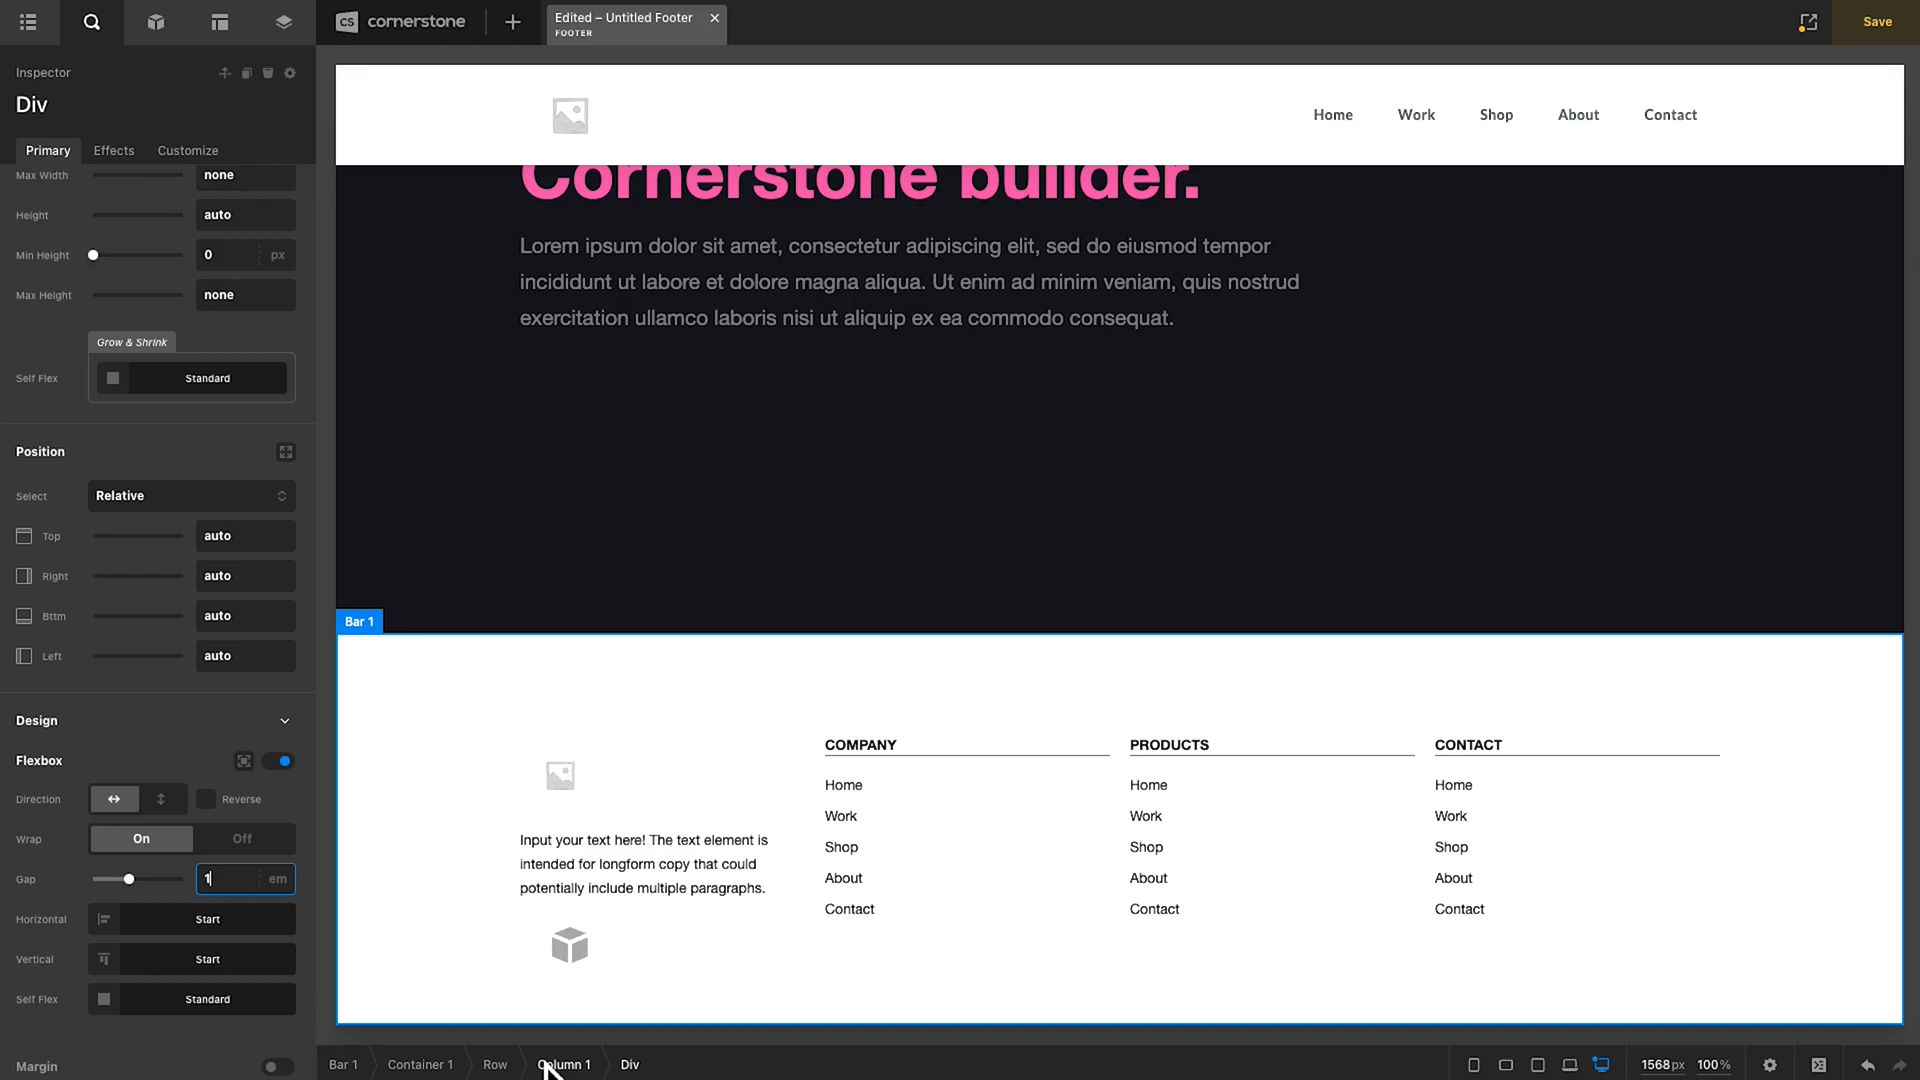 CS cornerstone
Edited – Untitled Footer
FOOTER
Save
Inspector
Div
Primary
Effects
Customize
Max Width
none
Height
auto
Min Height
0
px
Max Height
none
Grow & Shrink
Self Flex
Standard
Position
Select
Relative
Top
auto
Right
auto
Bttm
auto
Left
auto
Design
Flexbox
Direction
Reverse
Wrap
On
Off
Gap
1
em
Horizontal
Start
Vertical
Start
Self Flex
Standard
Margin
Home
Work
Shop
About
Contact
Cornerstone builder.
Lorem ipsum dolor sit amet, consectetur adipiscing elit, sed do eiusmod tempor
incididunt ut labore et dolore magna aliqua. Ut enim ad minim veniam, quis nostrud
exercitation ullamco laboris nisi ut aliquip ex ea commodo consequat.
Bar 1
Input your text here! The text element is
intended for longform copy that could
potentially include multiple paragraphs.
COMPANY
Home
Work
Shop
About
Contact
PRODUCTS
Home
Work
Shop
About
Contact
CONTACT
Home
Work
Shop
About
Contact
Bar 1
Container 1
Row
Column 1
Div
1568px
100%